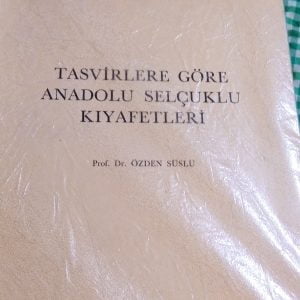 TASVİRLERE GÖRE
ANADOLU SELÇUKLU
KIYAFETLERİ
Prof. Dr. ÖZDEN SÜSLÜ